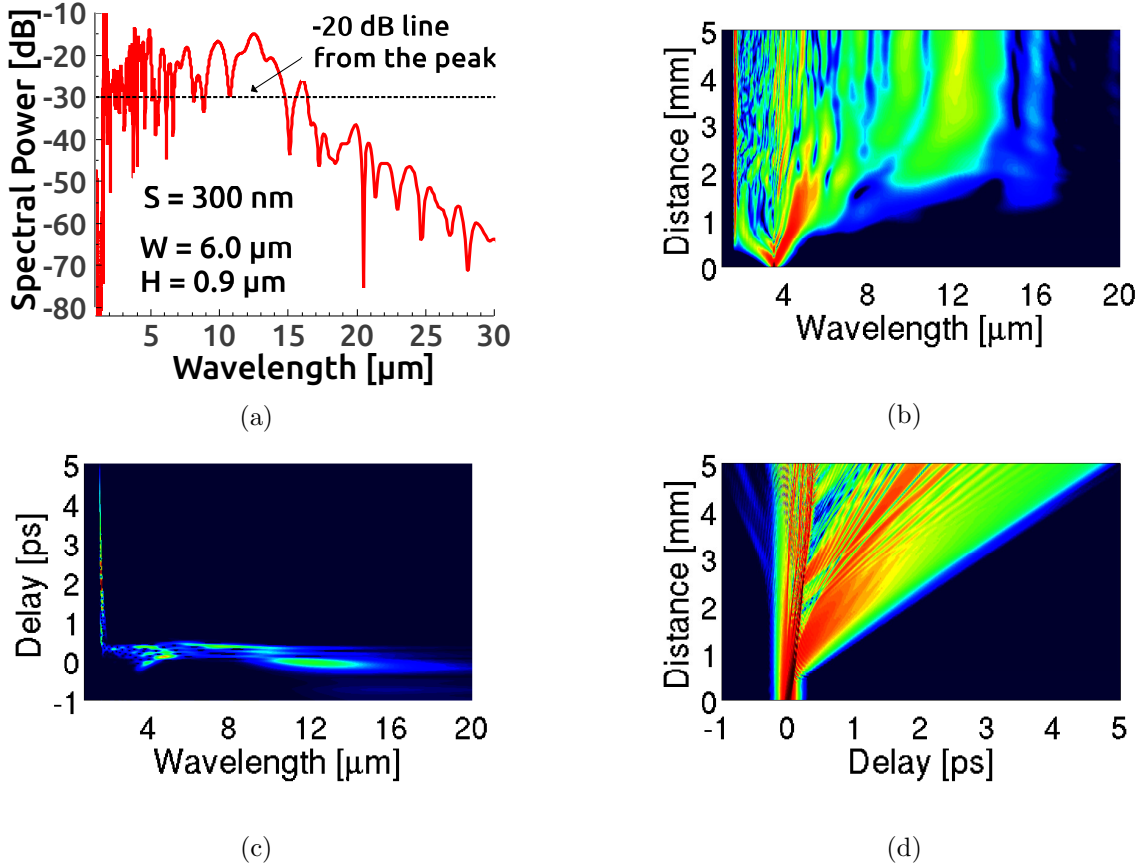 -10
-20
-30
-40
-50
-60
-70
-80
Spectral Power [dB]
-20 dB line
from the peak
S = 300 nm
W = 6.0 µm
H = 0.9 µm
5 10 15 20 25 30
Wavelength [µm]
(a)
5
4
3
2
1
0
Distance [mm]
4 8 12 16 20
Wavelength [μm]
(b)
5
4
3
2
1
0
-1
Delay [ps]
4 8 12 16 20
Wavelength [μm]
(c)
5
4
3
2
1
0
Distance [mm]
-1 0 1 2 3 4 5
Delay [ps]
(d)